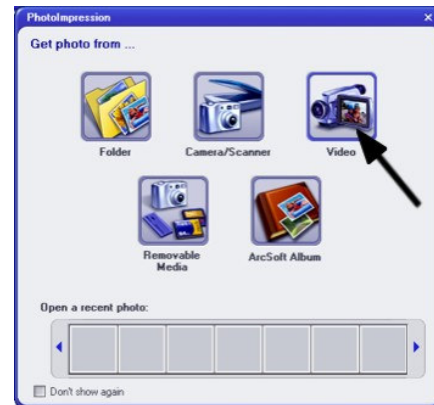 PhotoImpression
Get photo from ...
Folder
Camera/Scanner
Video
Removable
Media
ArcSoft Album
Open a recent photo:
Don't show again